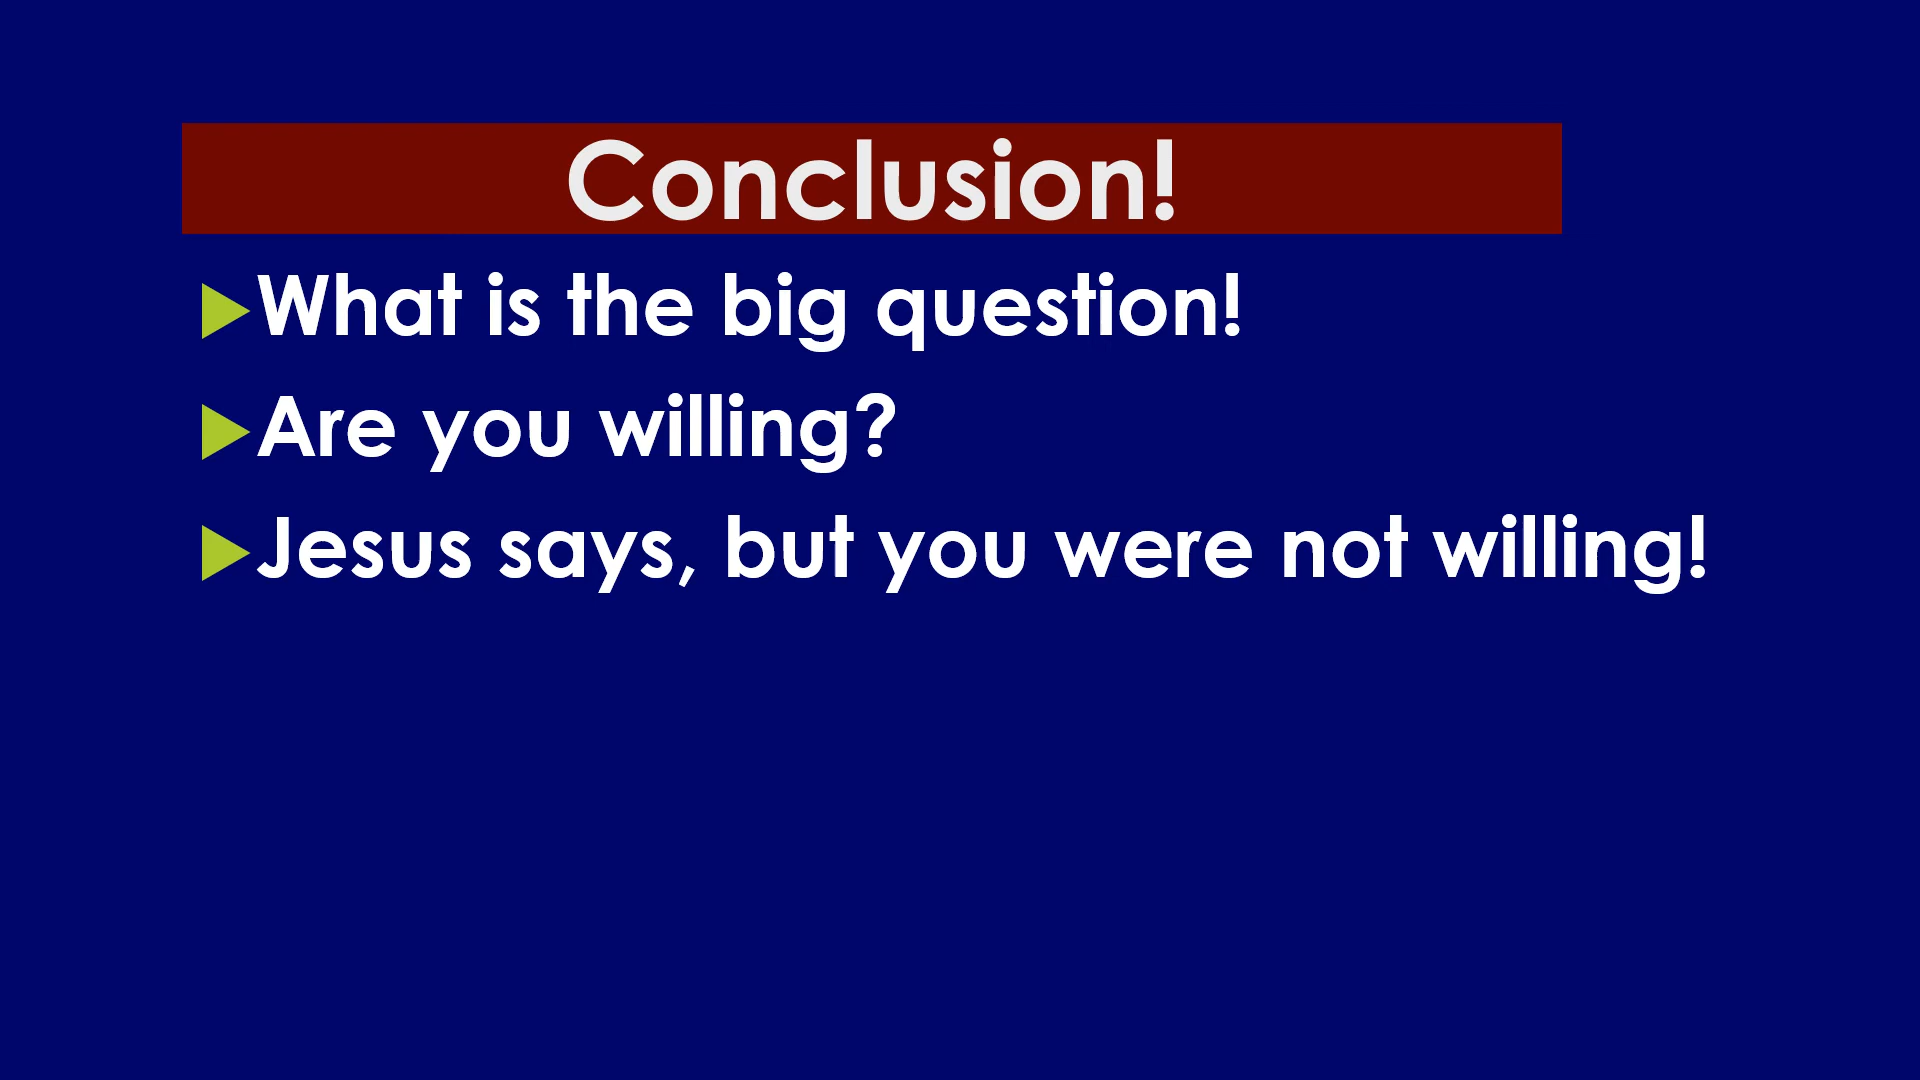 Conclusion!
What is the big question!
Are you willing?
Jesus says, but you were not willing!